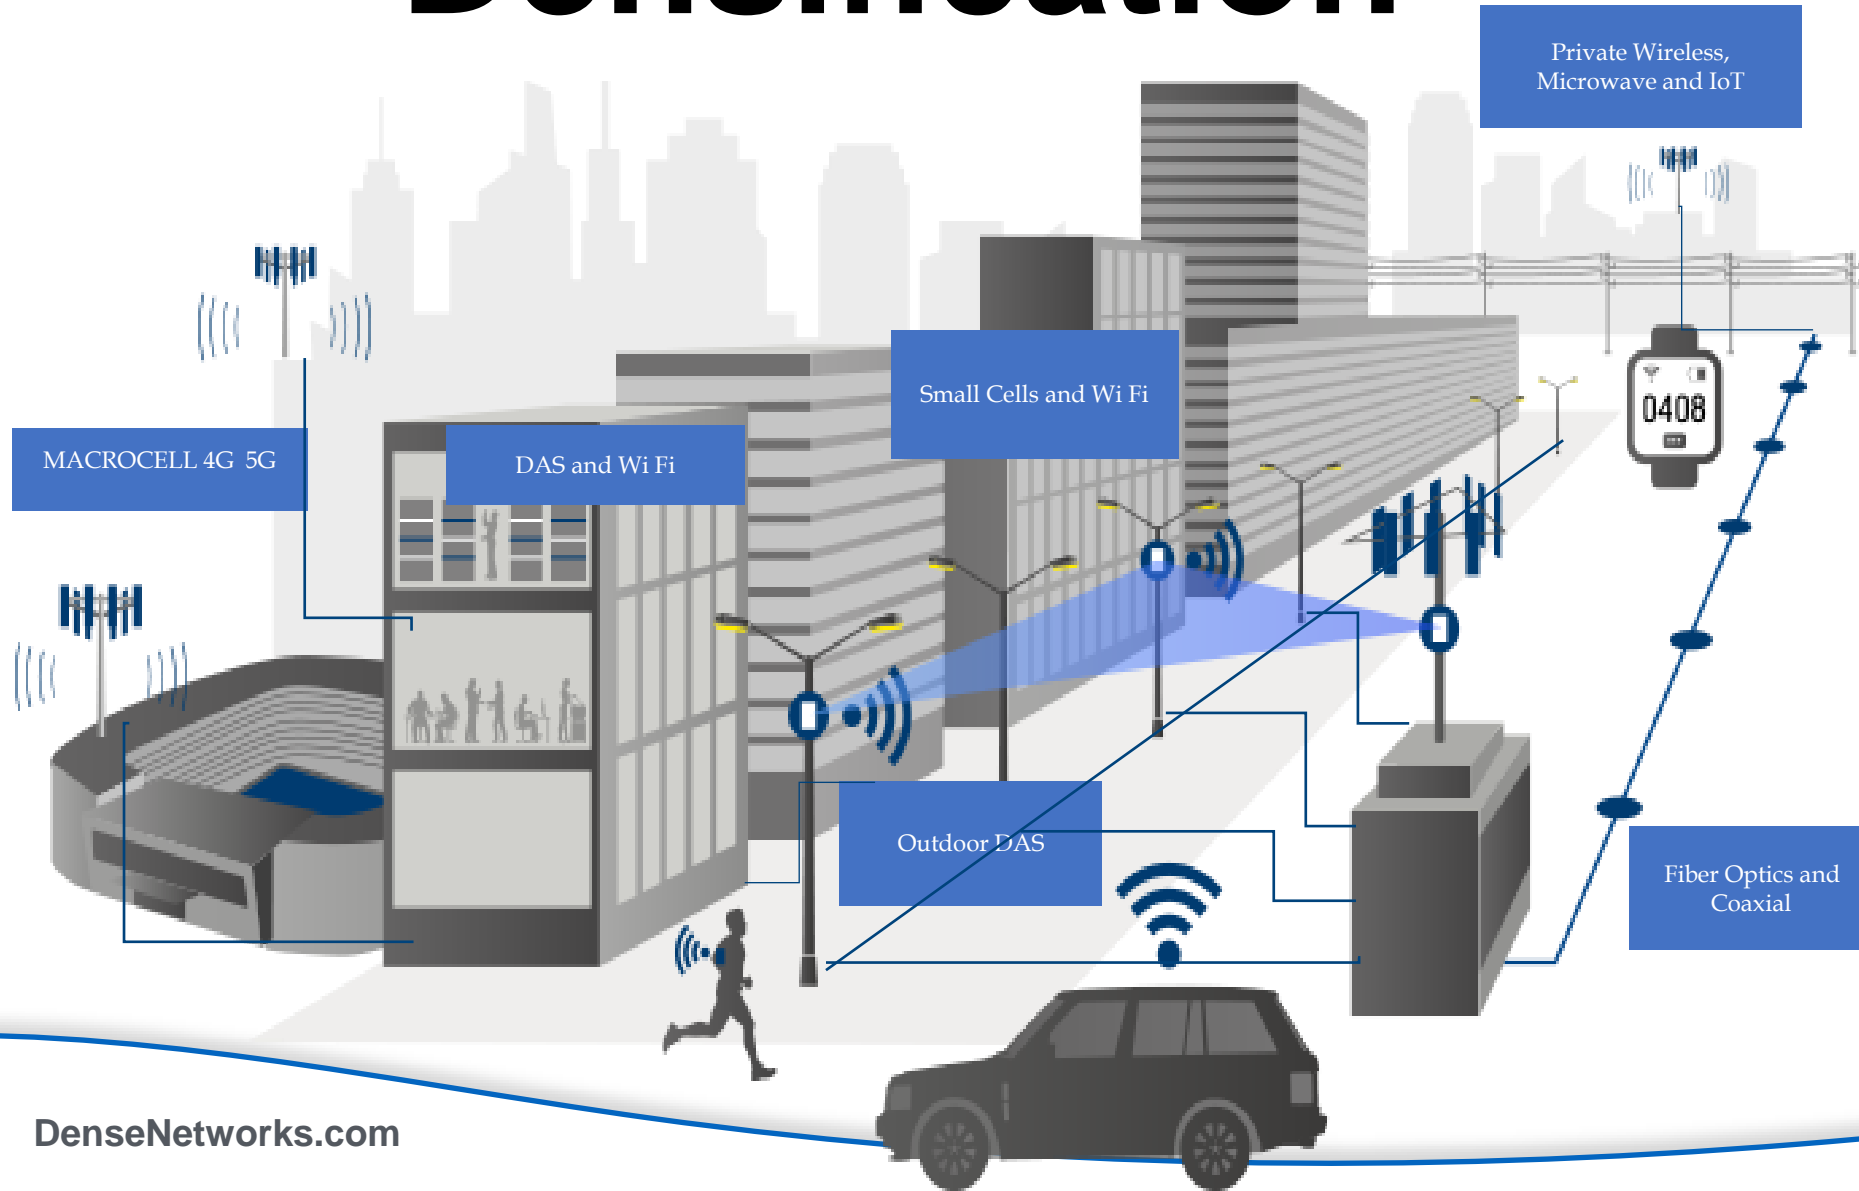 Densification
Private Wireless,
Microwave and IoT
Small Cells and Wi Fi
MACROCELL 4G  5G
DAS and Wi Fi
0408
Outdoor DAS
Fiber Optics and
Coaxial
DenseNetworks.com